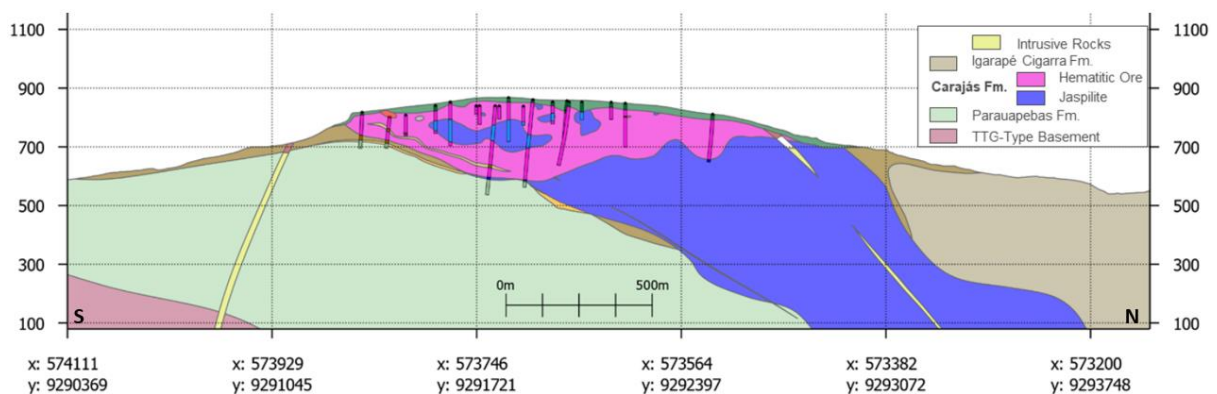 1100
900
700
500
300
100
1100
900
700
500
300
100
Intrusive Rocks
Igarapé Cigarra Fm.
Carajás Fm.
Hematitic Ore
Jaspilite
Parauapebas Fm.
TTG-Type Basement
0m 500m
S N
x: 574111 x: 573929 x: 573746 x: 573564 x: 573382 x: 573200
y: 9290369 y: 9291045 y: 9291721 y: 9292397 y: 9293072 y: 9293748